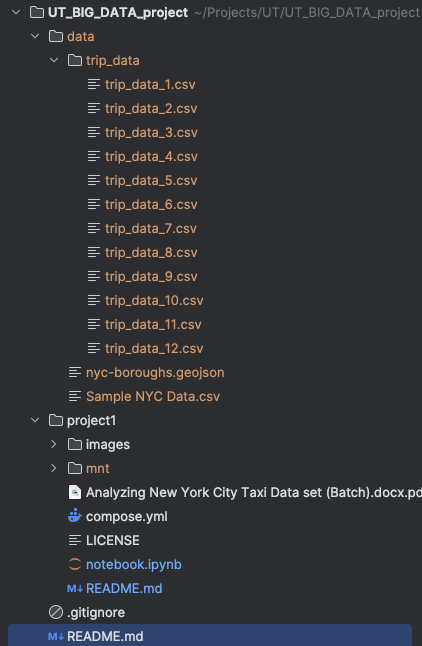 UT_BIG_DATA_project ~/Projects/UT/UT_BIG_DATA_project
data
trip_data
trip_data_1.csv
trip_data_2.csv
trip_data_3.csv
trip_data_4.csv
trip_data_5.csv
trip_data_6.csv
trip_data_7.csv
trip_data_8.csv
trip_data_9.csv
trip_data_10.csv
trip_data_11.csv
trip_data_12.csv
nyc-boroughs.geojson
Sample NYC Data.csv
project1
images
mnt
Analyzing New York City Taxi Data set (Batch).docx.pd
compose.yml
LICENSE
notebook.ipynb
M↓ README.md
.gitignore
M↓ README.md